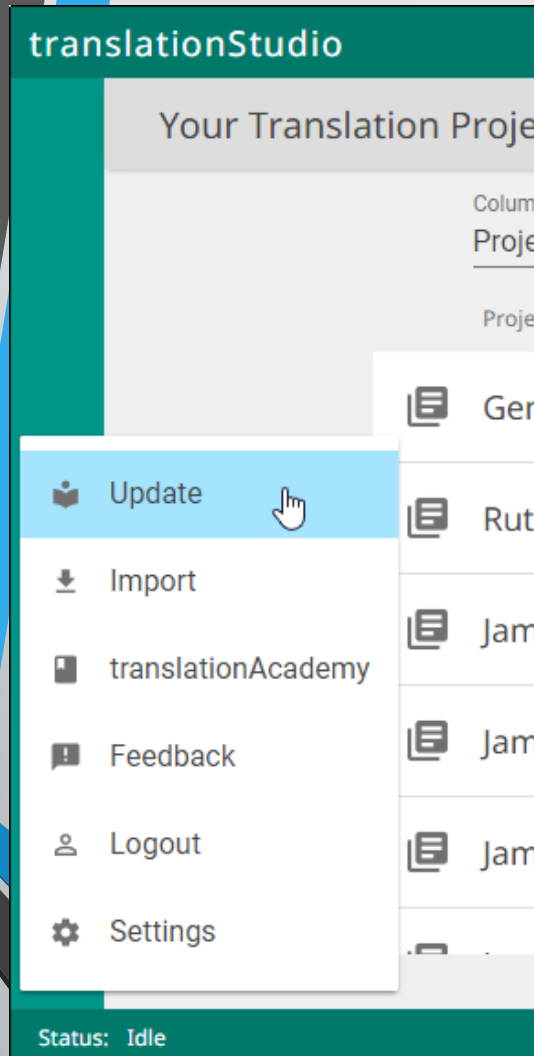 translationStudio
Your Translation Proje
Colum
Proje
Proje
Ger
Rut
Jam
Jam
Jam
Update
Import
translationAcademy
Feedback
Logout
Settings
Status: Idle